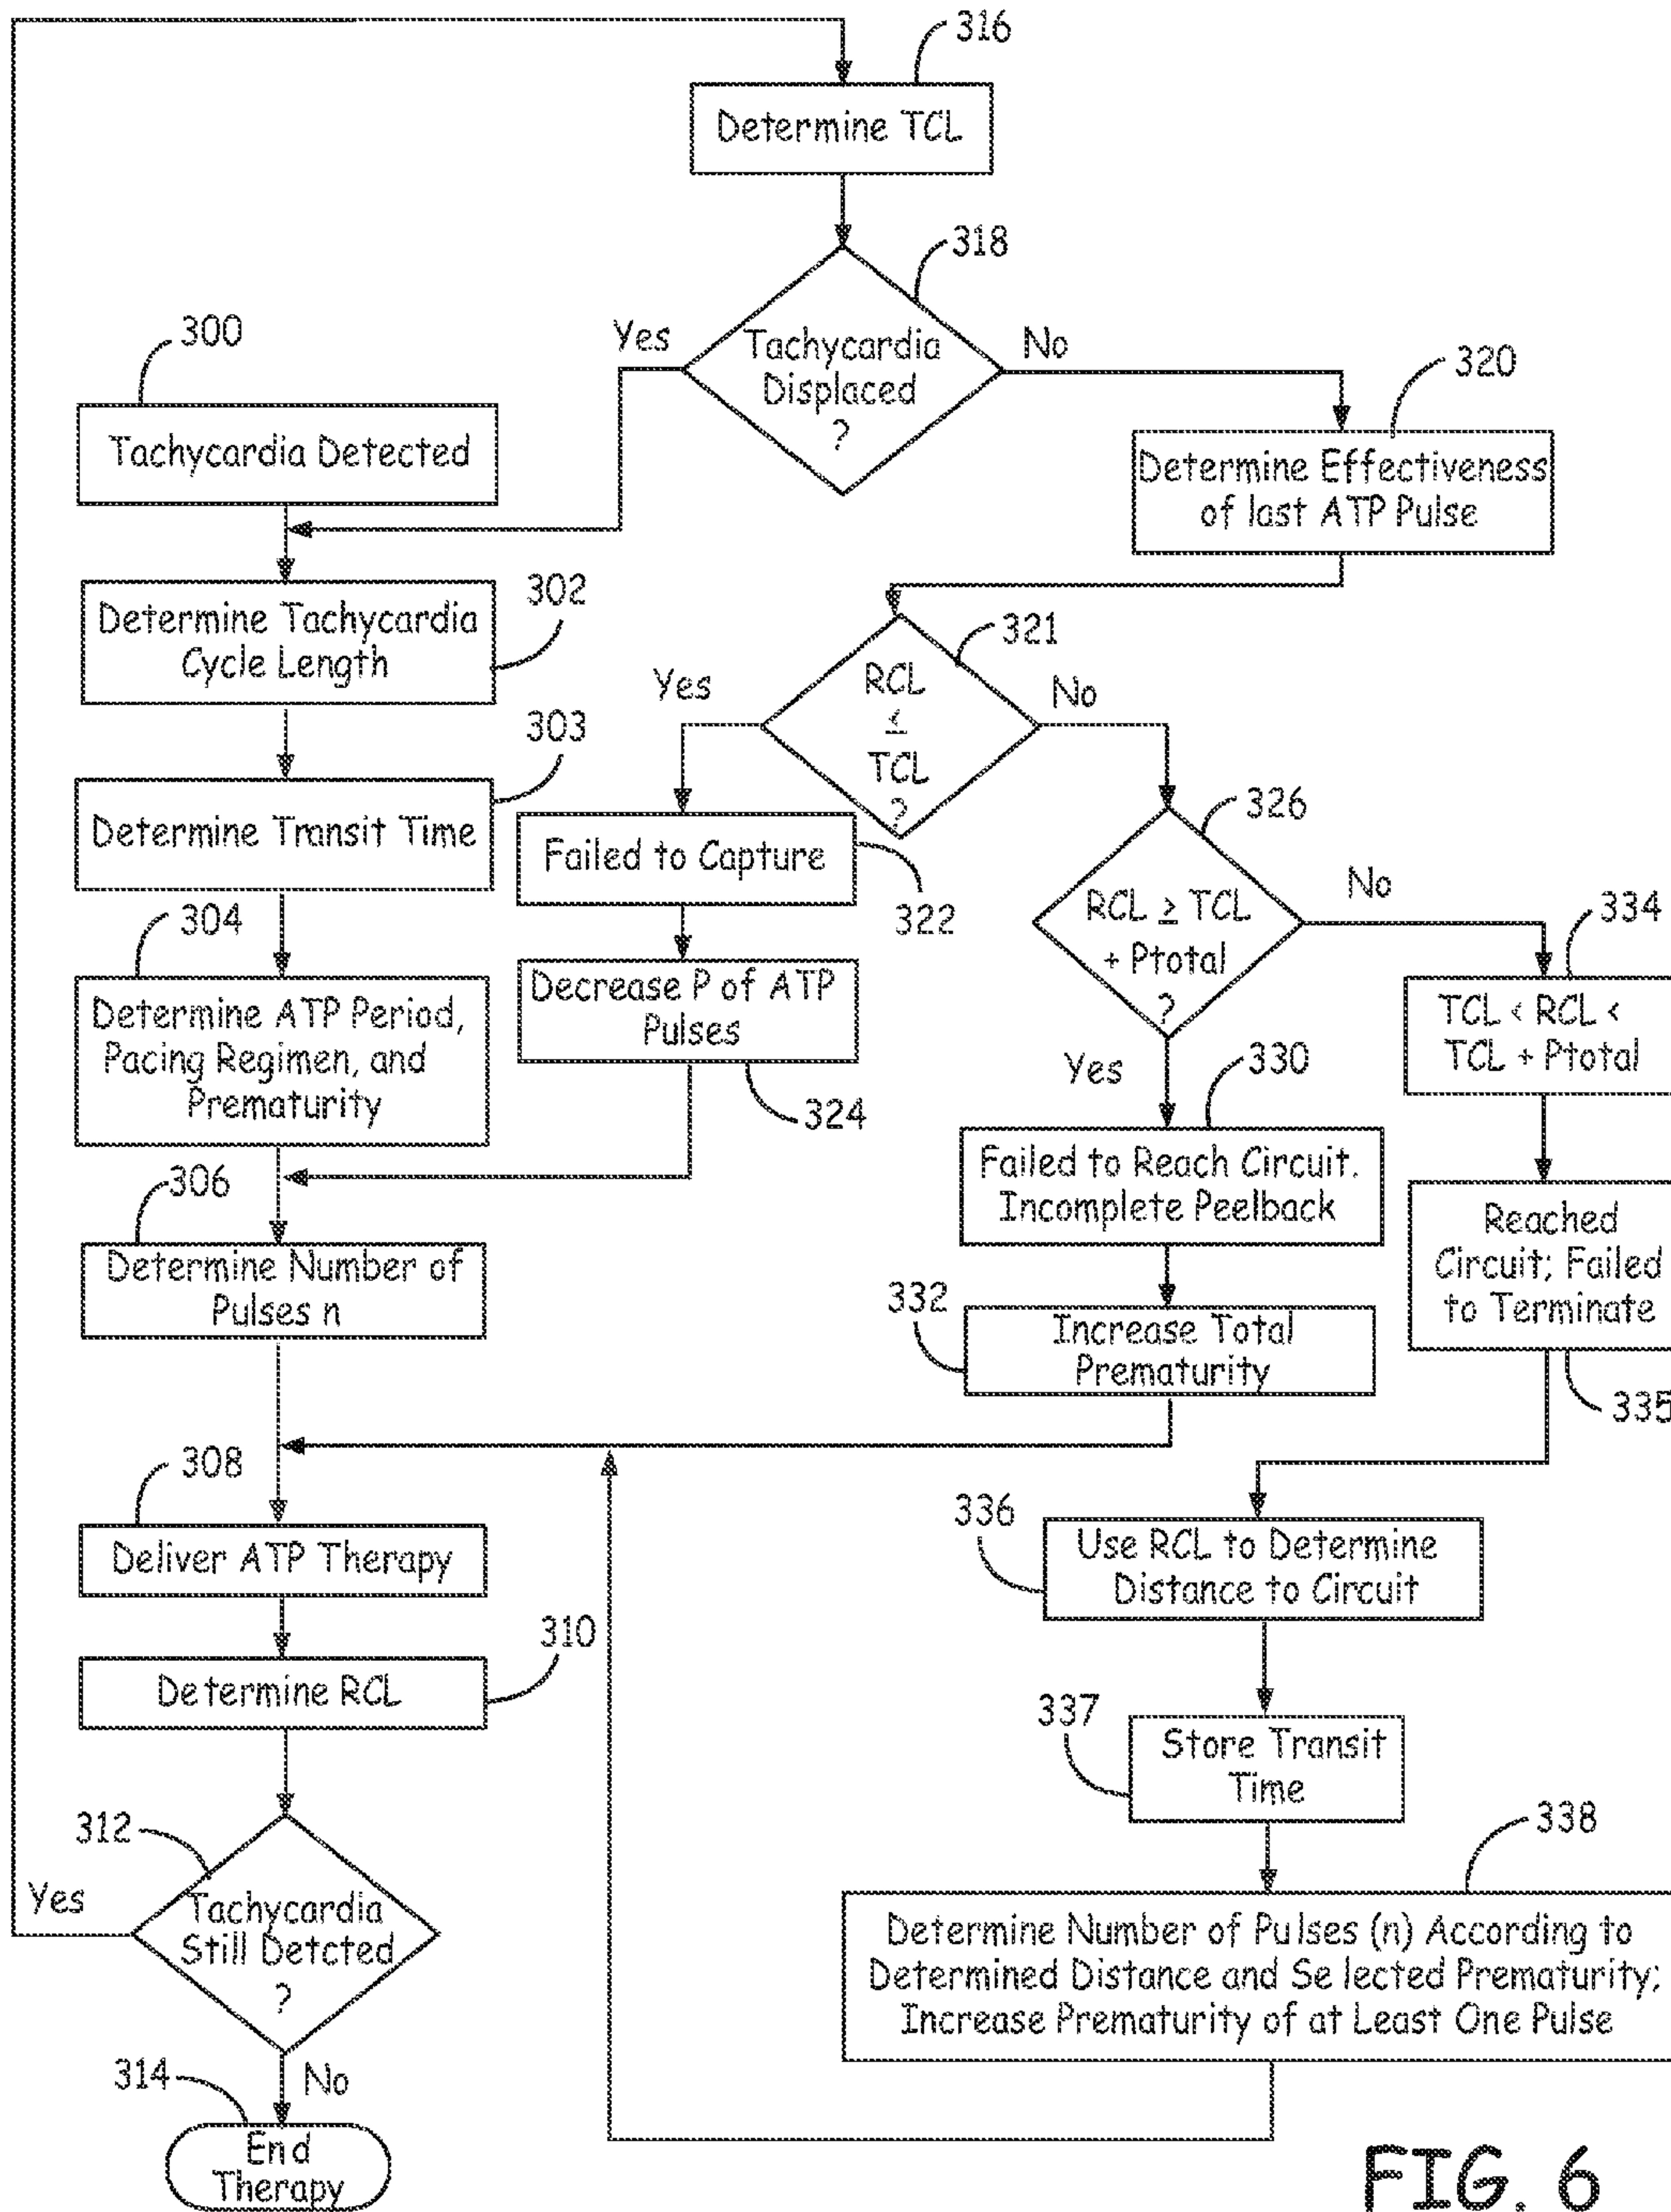 316
Determine TCL
318
Tachycardia
Displaced
?
Yes
No
300
Tachycardia Detected
320
Determine Effectiveness
of last ATP Pulse
302
Determine Tachycardia
Cycle Length
321
RCL
≤
TCL
?
Yes
No
303
Determine Transit Time
Failed to Capture
322
326
RCL ≥ TCL
+ Ptotal
?
No
Yes
334
TCL < RCL <
TCL + Ptotal
304
Determine ATP Period,
Pacing Regimen, and
Prematurity
Decrease P of ATP
Pulses
324
330
Failed to Reach Circuit.
Incomplete Peelback
Reached
Circuit; Failed
to Terminate
335
306
Determine Number of
Pulses n
332
Increase Total
Prematurity
308
Deliver ATP Therapy
336
Use RCL to Determine
Distance to Circuit
310
Determine RCL
337
Store Transit
Time
312
Tachycardia
Still Detcted
?
Yes
No
338
Determine Number of Pulses (n) According to
Determined Distance and Selected Prematurity;
Increase Prematurity of at Least One Pulse
314
End
Therapy
FIG. 6